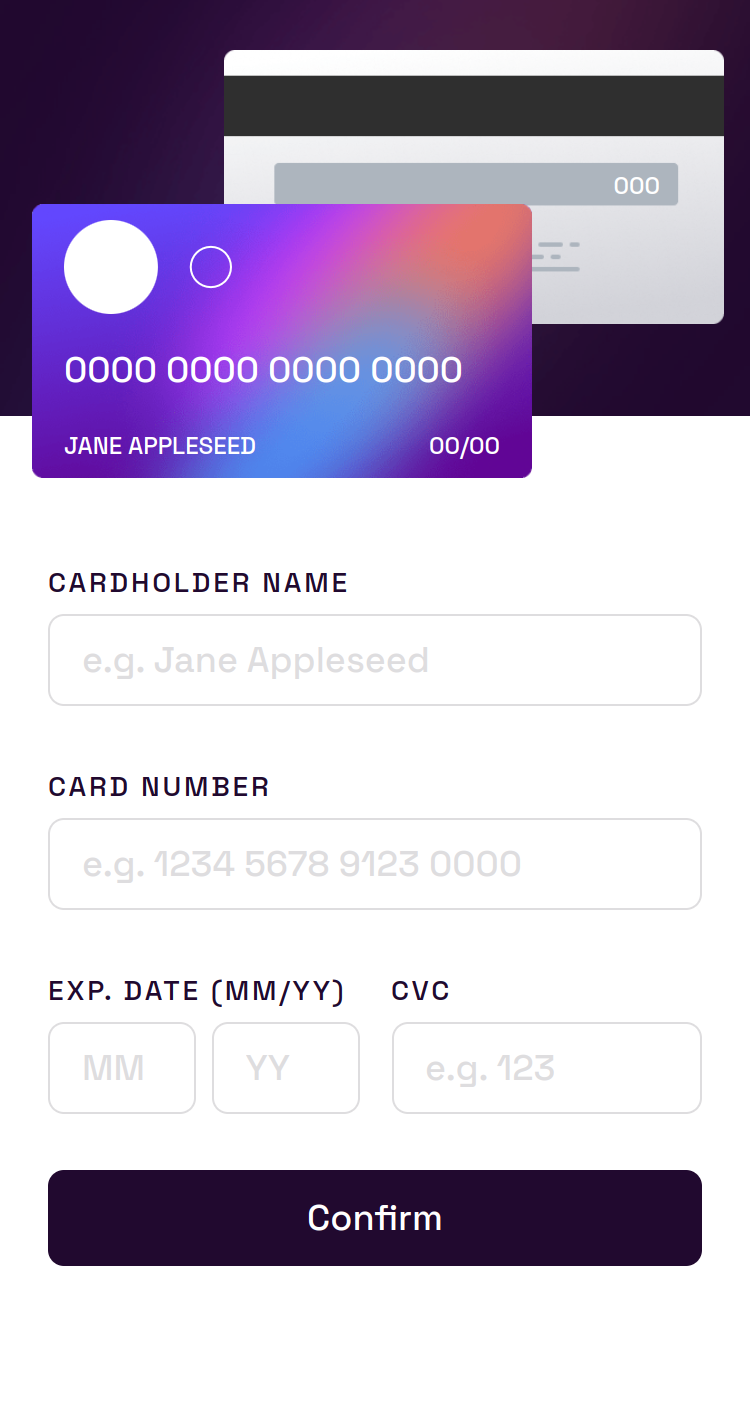 000
0000 0000 0000 0000
JANE APPLESEED 00/00
CARDHOLDER NAME
e.g. Jane Appleseed
CARD NUMBER
e.g. 1234 5678 9123 0000
EXP. DATE (MM/YY) CVC
MM YY e.g. 123
Confirm